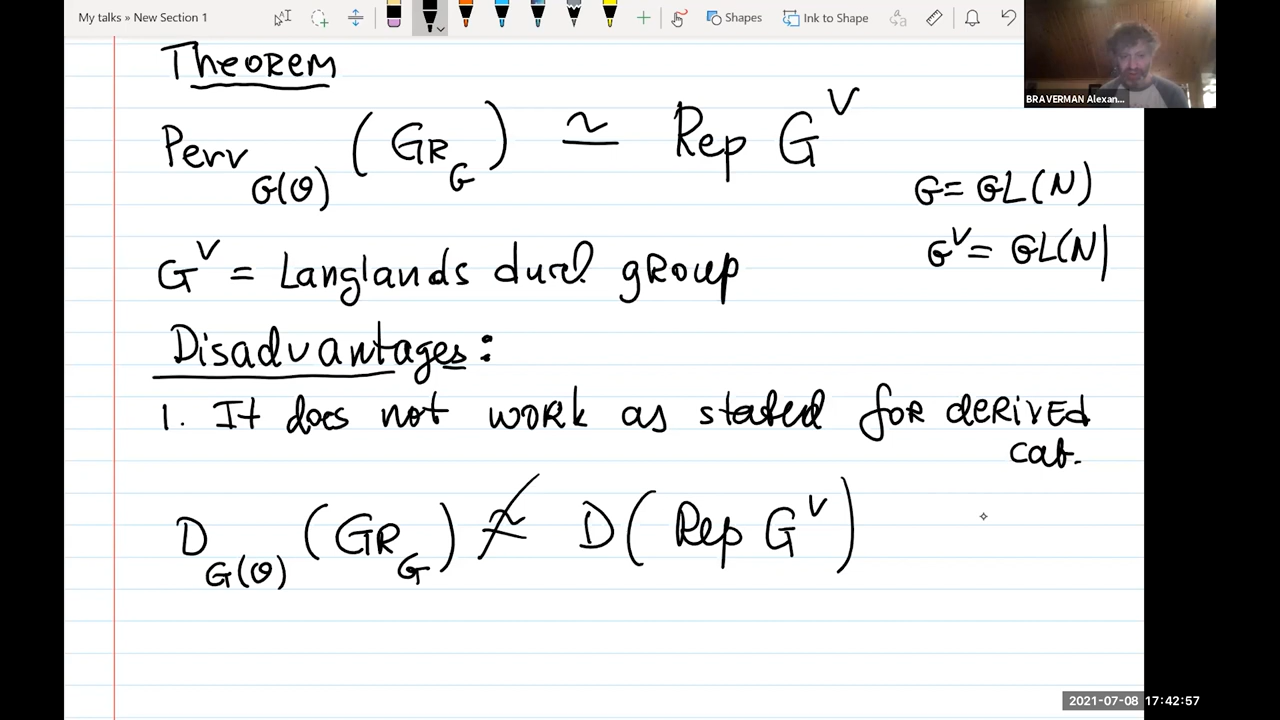 My talks » New Section 1
Shapes
Ink to Shape
BRAVERMAN Alexan...
Theorem
Perv_{G(O)} (Gr_G) ≃ Rep G^∨
G = GL(N)
G^∨ = GL(N)
G^∨ = Langlands dual group
Disadvantages:
1. It does not work as stated for derived
cat.
D_{G(O)} (Gr_G) ≄ D(Rep G^∨)
2021-07-08 17:42:57